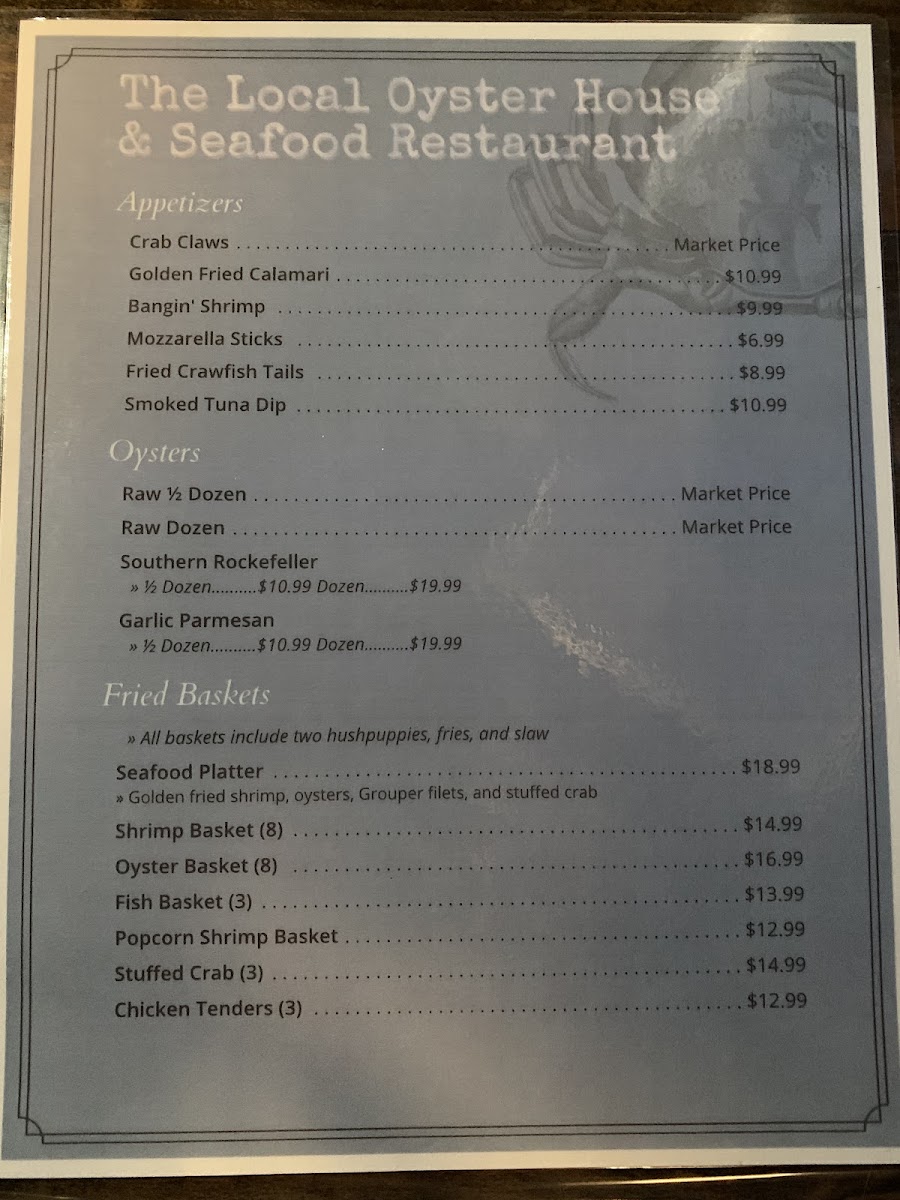 The Local Oyster House
& Seafood Restaurant
Appetizers
Crab Claws ........................................ Market Price
Golden Fried Calamari ........................................ $10.99
Bangin' Shrimp ........................................ $9.99
Mozzarella Sticks ........................................ $6.99
Fried Crawfish Tails ........................................ $8.99
Smoked Tuna Dip ........................................ $10.99
Oysters
Raw ½ Dozen ........................................ Market Price
Raw Dozen ........................................ Market Price
Southern Rockefeller
» ½ Dozen..........$10.99 Dozen..........$19.99
Garlic Parmesan
» ½ Dozen..........$10.99 Dozen..........$19.99
Fried Baskets
» All baskets include two hushpuppies, fries, and slaw
Seafood Platter ........................................ $18.99
» Golden fried shrimp, oysters, Grouper filets, and stuffed crab
Shrimp Basket (8) ........................................ $14.99
Oyster Basket (8) ........................................ $16.99
Fish Basket (3) ........................................ $13.99
Popcorn Shrimp Basket ........................................ $12.99
Stuffed Crab (3) ........................................ $14.99
Chicken Tenders (3) ........................................ $12.99